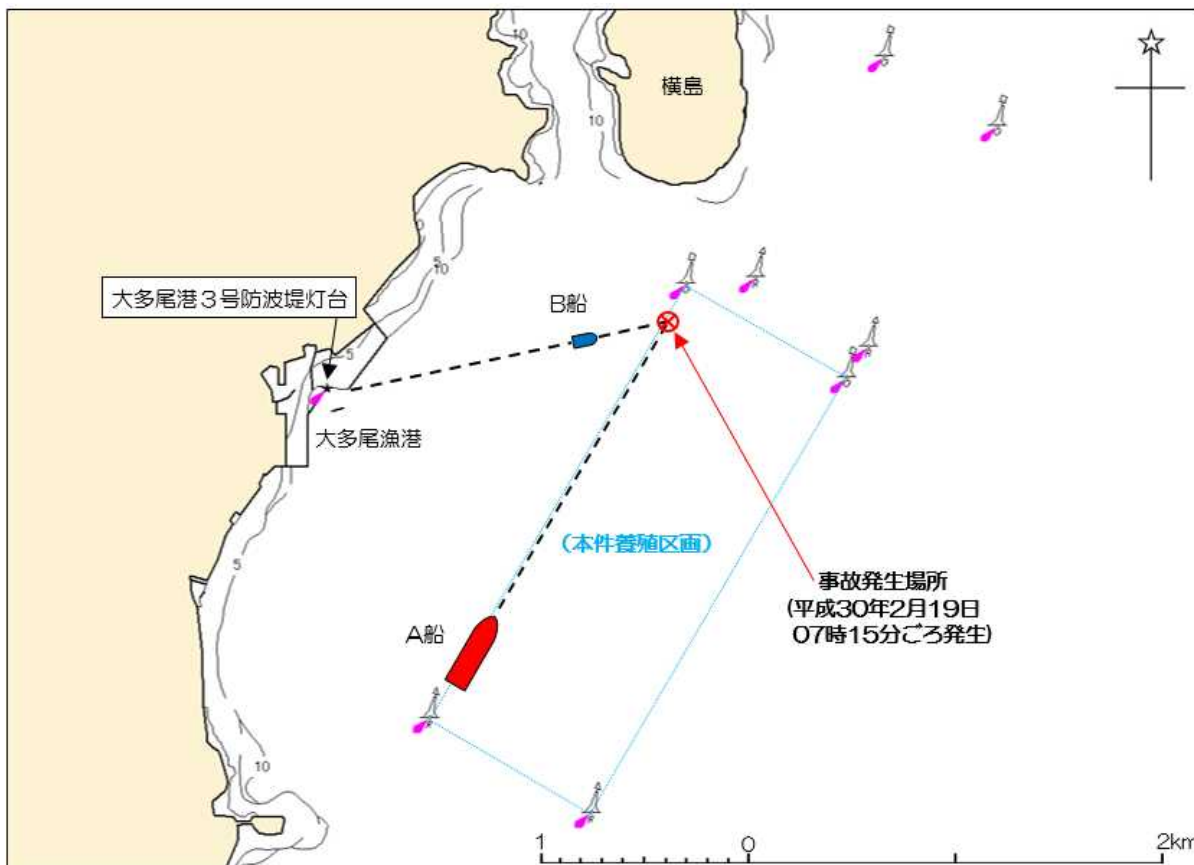 10
横島
10
5
10
大多尾港3号防波堤灯台
B船
5
大多尾漁港
5
(本件養殖区画)
事故発生場所
(平成30年2月19日
07時15分ごろ発生)
A船
10
1
0
2km